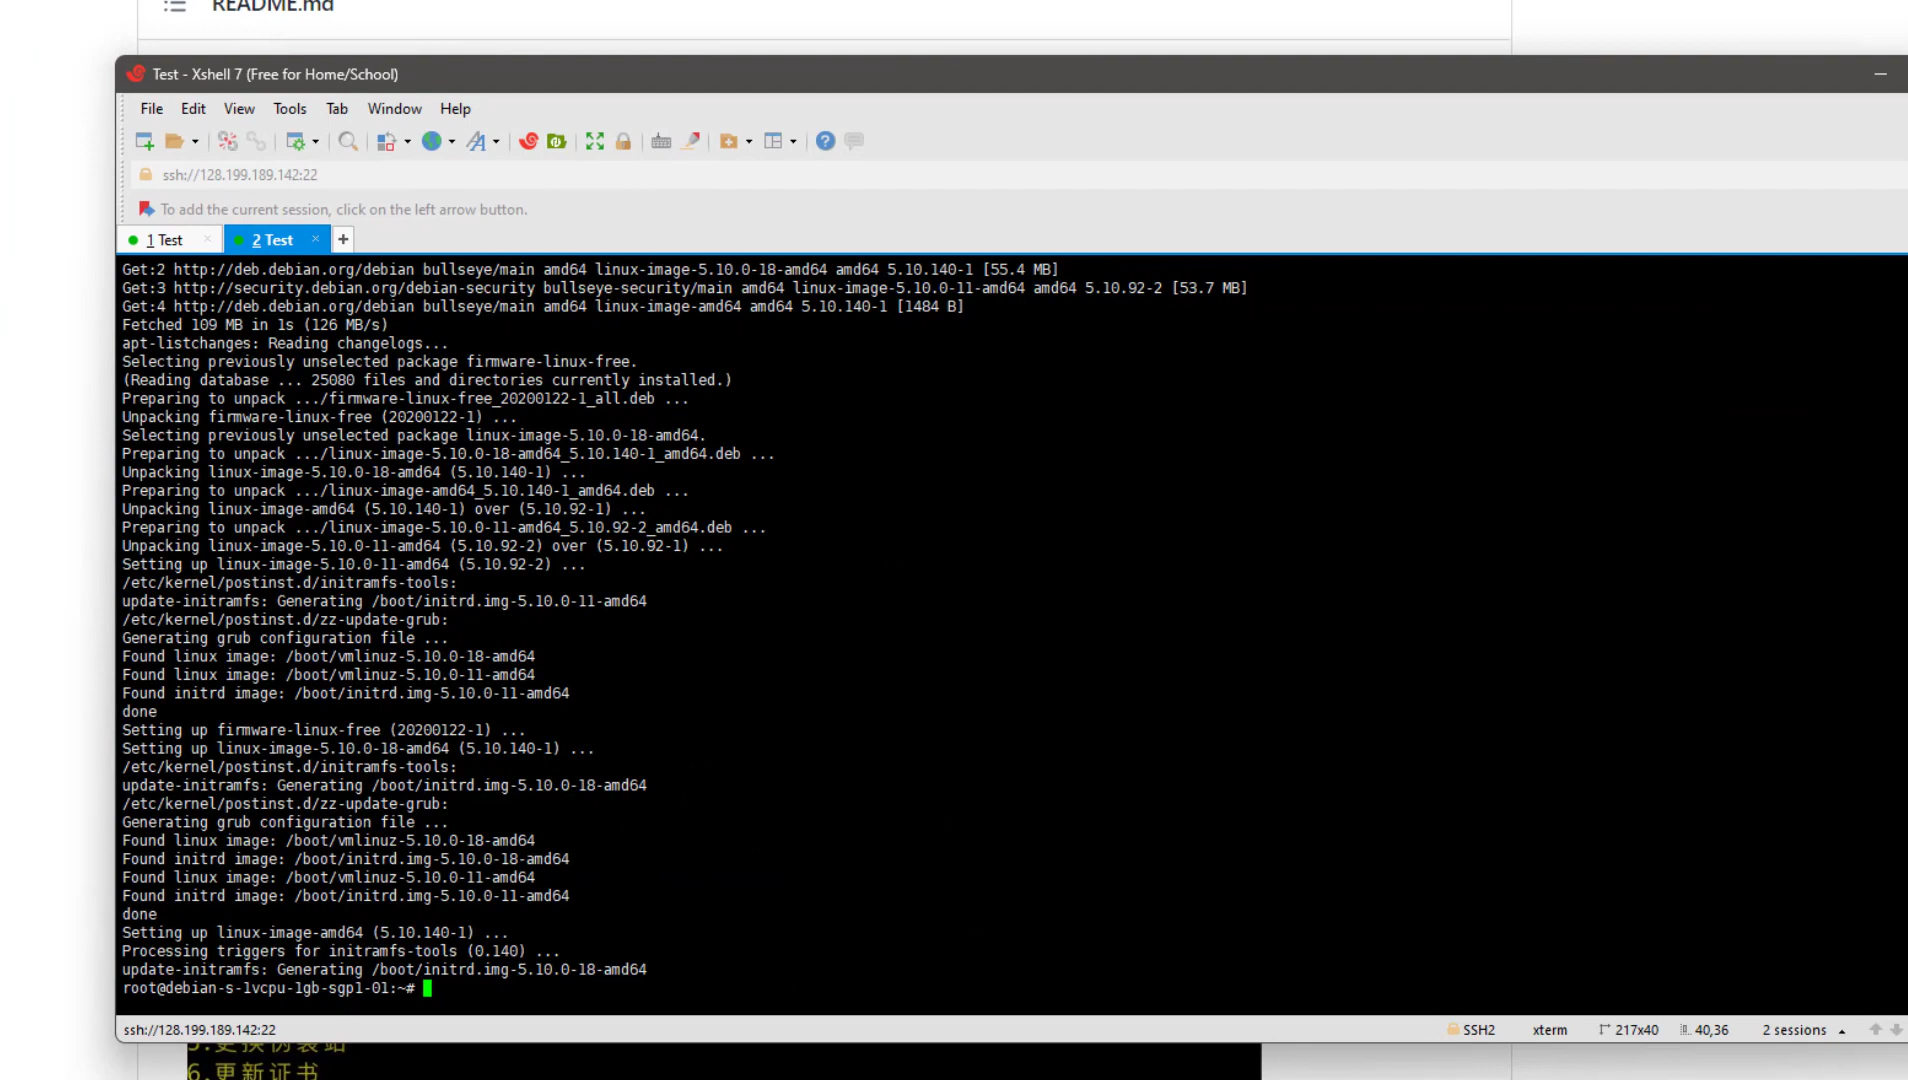 README.md
Test - Xshell 7 (Free for Home/School)
File Edit View Tools Tab Window Help
ssh://128.199.189.142:22
To add the current session, click on the left arrow button.
1 Test × 2 Test × +
Get:2 http://deb.debian.org/debian bullseye/main amd64 linux-image-5.10.0-18-amd64 amd64 5.10.140-1 [55.4 MB]
Get:3 http://security.debian.org/debian-security bullseye-security/main amd64 linux-image-5.10.0-11-amd64 amd64 5.10.92-2 [53.7 MB]
Get:4 http://deb.debian.org/debian bullseye/main amd64 linux-image-amd64 amd64 5.10.140-1 [1484 B]
Fetched 109 MB in 1s (126 MB/s)
apt-listchanges: Reading changelogs...
Selecting previously unselected package firmware-linux-free.
(Reading database ... 25080 files and directories currently installed.)
Preparing to unpack .../firmware-linux-free_20200122-1_all.deb ...
Unpacking firmware-linux-free (20200122-1) ...
Selecting previously unselected package linux-image-5.10.0-18-amd64.
Preparing to unpack .../linux-image-5.10.0-18-amd64_5.10.140-1_amd64.deb ...
Unpacking linux-image-5.10.0-18-amd64 (5.10.140-1) ...
Preparing to unpack .../linux-image-amd64_5.10.140-1_amd64.deb ...
Unpacking linux-image-amd64 (5.10.140-1) over (5.10.92-1) ...
Preparing to unpack .../linux-image-5.10.0-11-amd64_5.10.92-2_amd64.deb ...
Unpacking linux-image-5.10.0-11-amd64 (5.10.92-2) over (5.10.92-1) ...
Setting up linux-image-5.10.0-11-amd64 (5.10.92-2) ...
/etc/kernel/postinst.d/initramfs-tools:
update-initramfs: Generating /boot/initrd.img-5.10.0-11-amd64
/etc/kernel/postinst.d/zz-update-grub:
Generating grub configuration file ...
Found linux image: /boot/vmlinuz-5.10.0-18-amd64
Found linux image: /boot/vmlinuz-5.10.0-11-amd64
Found initrd image: /boot/initrd.img-5.10.0-11-amd64
done
Setting up firmware-linux-free (20200122-1) ...
Setting up linux-image-5.10.0-18-amd64 (5.10.140-1) ...
/etc/kernel/postinst.d/initramfs-tools:
update-initramfs: Generating /boot/initrd.img-5.10.0-18-amd64
/etc/kernel/postinst.d/zz-update-grub:
Generating grub configuration file ...
Found linux image: /boot/vmlinuz-5.10.0-18-amd64
Found initrd image: /boot/initrd.img-5.10.0-18-amd64
Found linux image: /boot/vmlinuz-5.10.0-11-amd64
Found initrd image: /boot/initrd.img-5.10.0-11-amd64
done
Setting up linux-image-amd64 (5.10.140-1) ...
Processing triggers for initramfs-tools (0.140) ...
update-initramfs: Generating /boot/initrd.img-5.10.0-18-amd64
root@debian-s-1vcpu-1gb-sgp1-01:~#
ssh://128.199.189.142:22 SSH2 xterm 217x40 40,36 2 sessions
5.更换伪装站
6.更新证书